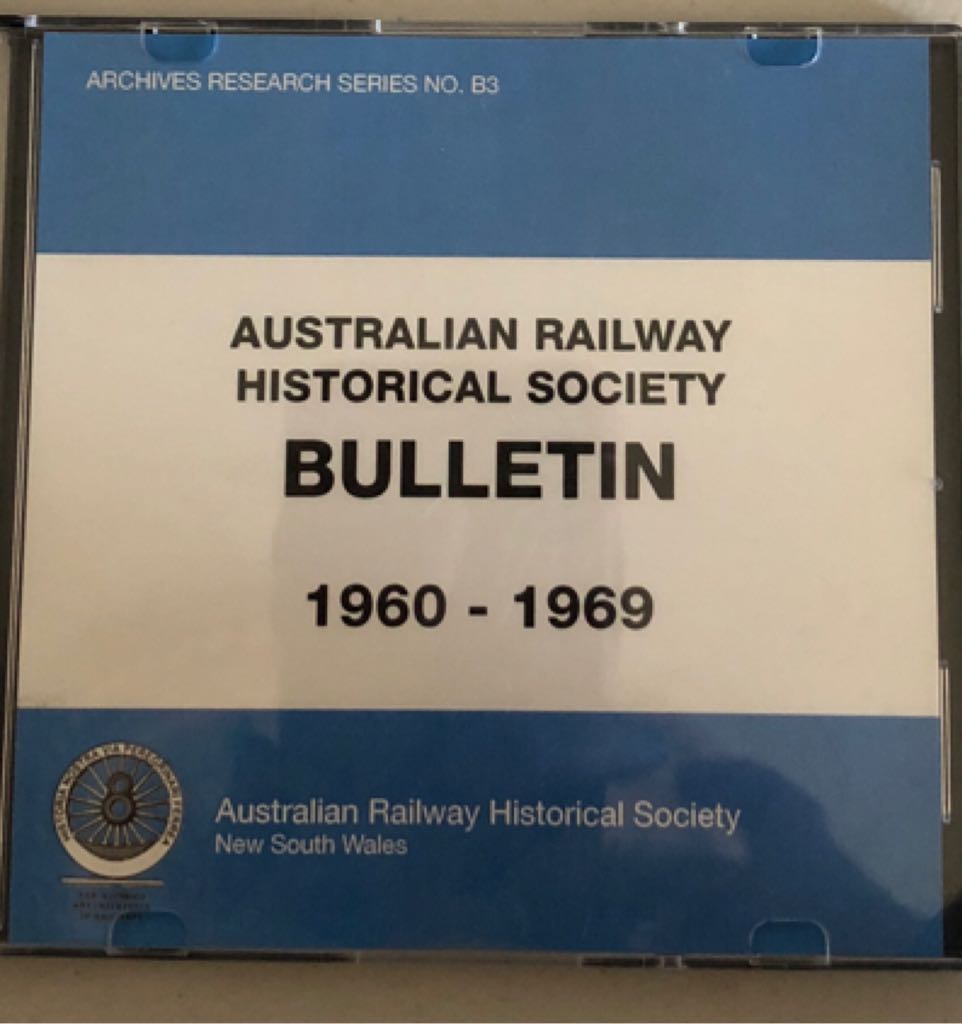 ARCHIVES RESEARCH SERIES NO. B3
AUSTRALIAN RAILWAY
HISTORICAL SOCIETY
BULLETIN
1960 - 1969
Australian Railway Historical Society
New South Wales